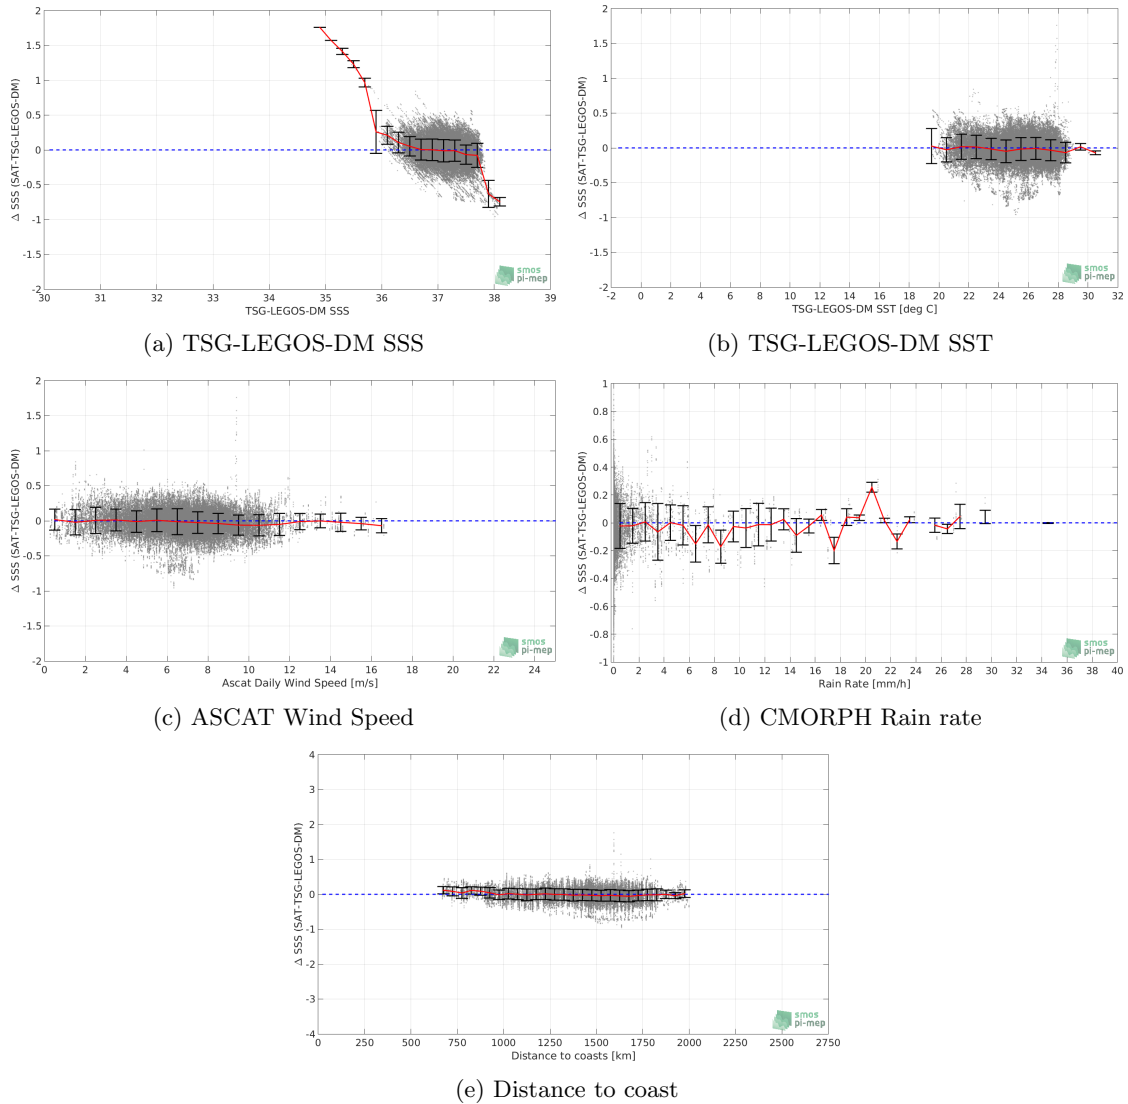 2
1.5
1
0.5
0
-0.5
-1
-1.5
-2
Δ SSS (SAT-TSG-LEGOS-DM)
30 31 32 33 34 35 36 37 38 39
TSG-LEGOS-DM SSS
smos
pi-mep
(a) TSG-LEGOS-DM SSS
2
1.5
1
0.5
0
-0.5
-1
-1.5
-2
Δ SSS (SAT-TSG-LEGOS-DM)
-2 0 2 4 6 8 10 12 14 16 18 20 22 24 26 28 30 32
TSG-LEGOS-DM SST [deg C]
smos
pi-mep
(b) TSG-LEGOS-DM SST
2
1.5
1
0.5
0
-0.5
-1
-1.5
-2
Δ SSS (SAT-TSG-LEGOS-DM)
0 2 4 6 8 10 12 14 16 18 20 22 24
Ascat Daily Wind Speed [m/s]
smos
pi-mep
(c) ASCAT Wind Speed
1
0.8
0.6
0.4
0.2
0
-0.2
-0.4
-0.6
-0.8
-1
Δ SSS (SAT-TSG-LEGOS-DM)
0 2 4 6 8 10 12 14 16 18 20 22 24 26 28 30 32 34 36 38 40
Rain Rate [mm/h]
smos
pi-mep
(d) CMORPH Rain rate
4
3
2
1
0
-1
-2
-3
-4
Δ SSS (SAT-TSG-LEGOS-DM)
0 250 500 750 1000 1250 1500 1750 2000 2250 2500 2750
Distance to coasts [km]
smos
pi-mep
(e) Distance to coast